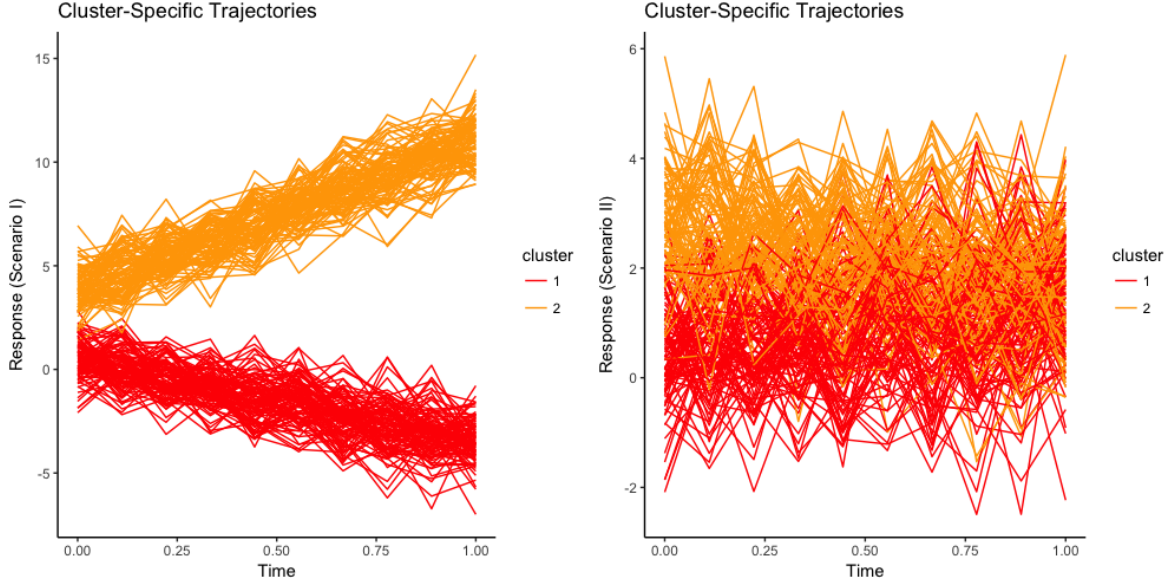 Cluster-Specific Trajectories
Response (Scenario I)
15
10
5
0
-5
0.00 0.25 0.50 0.75 1.00
Time
cluster
1
2
Cluster-Specific Trajectories
Response (Scenario II)
6
4
2
0
-2
0.00 0.25 0.50 0.75 1.00
Time
cluster
1
2